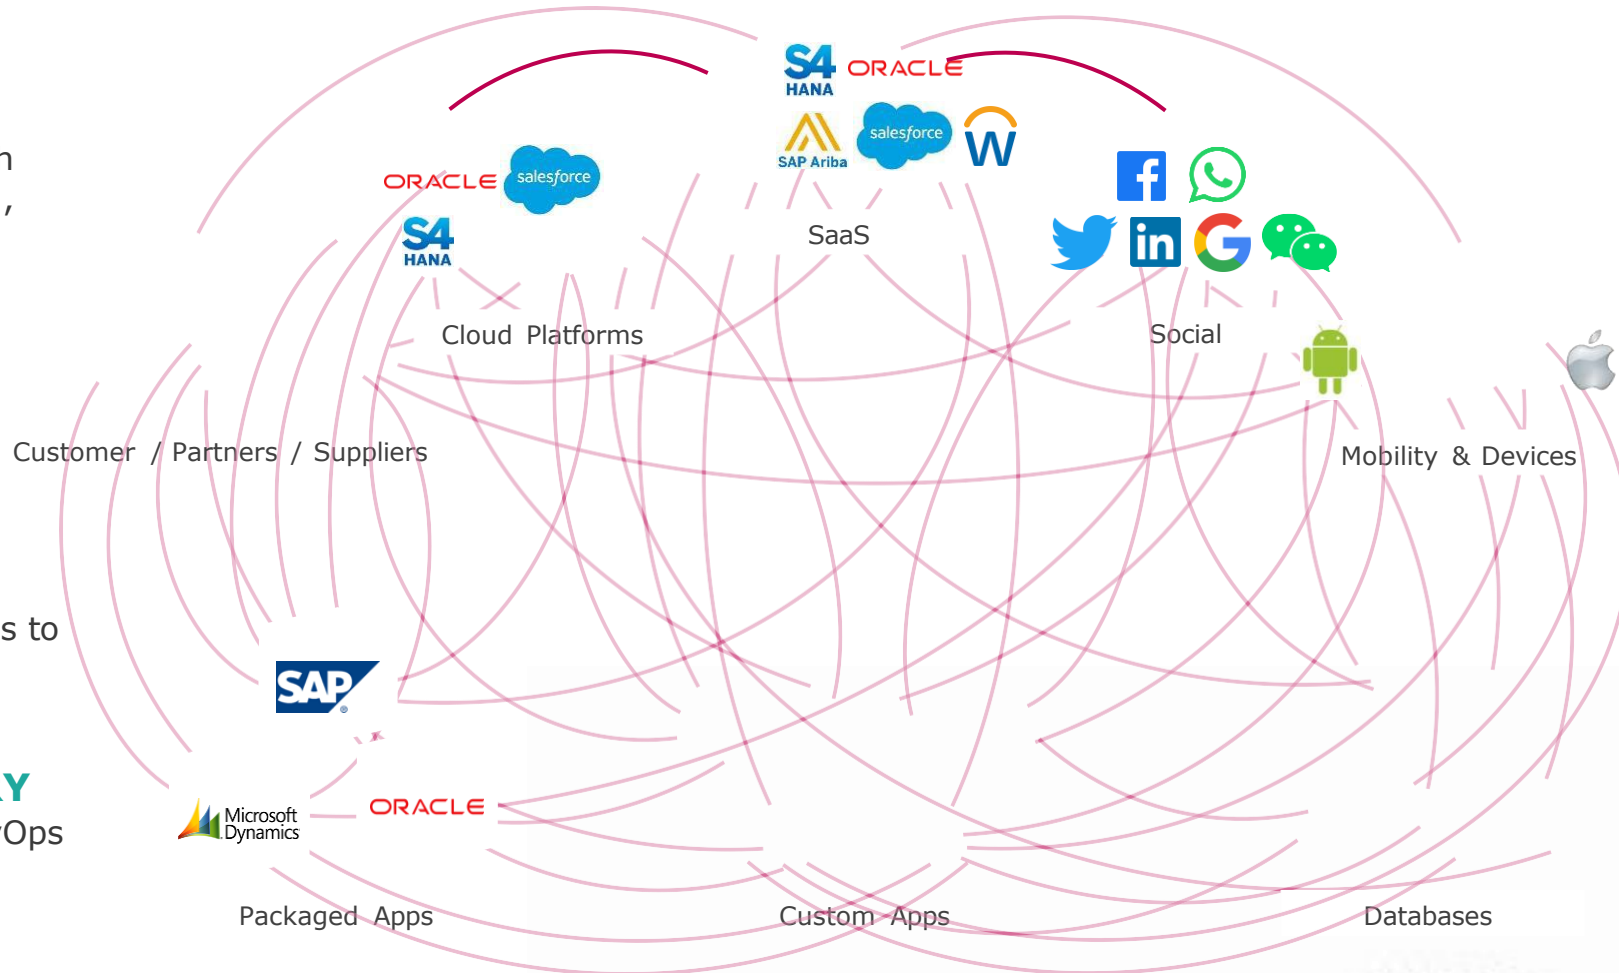 S4
HANA
ORACLE
SAP Ariba
salesforce
W
SaaS
ORACLE
salesforce
S4
HANA
Cloud Platforms
f
in
G
Social
n
,
Customer / Partners / Suppliers
Mobility & Devices
s to
SAP
®
Y
Ops
Microsoft
Dynamics
ORACLE
Packaged Apps
Custom Apps
Databases